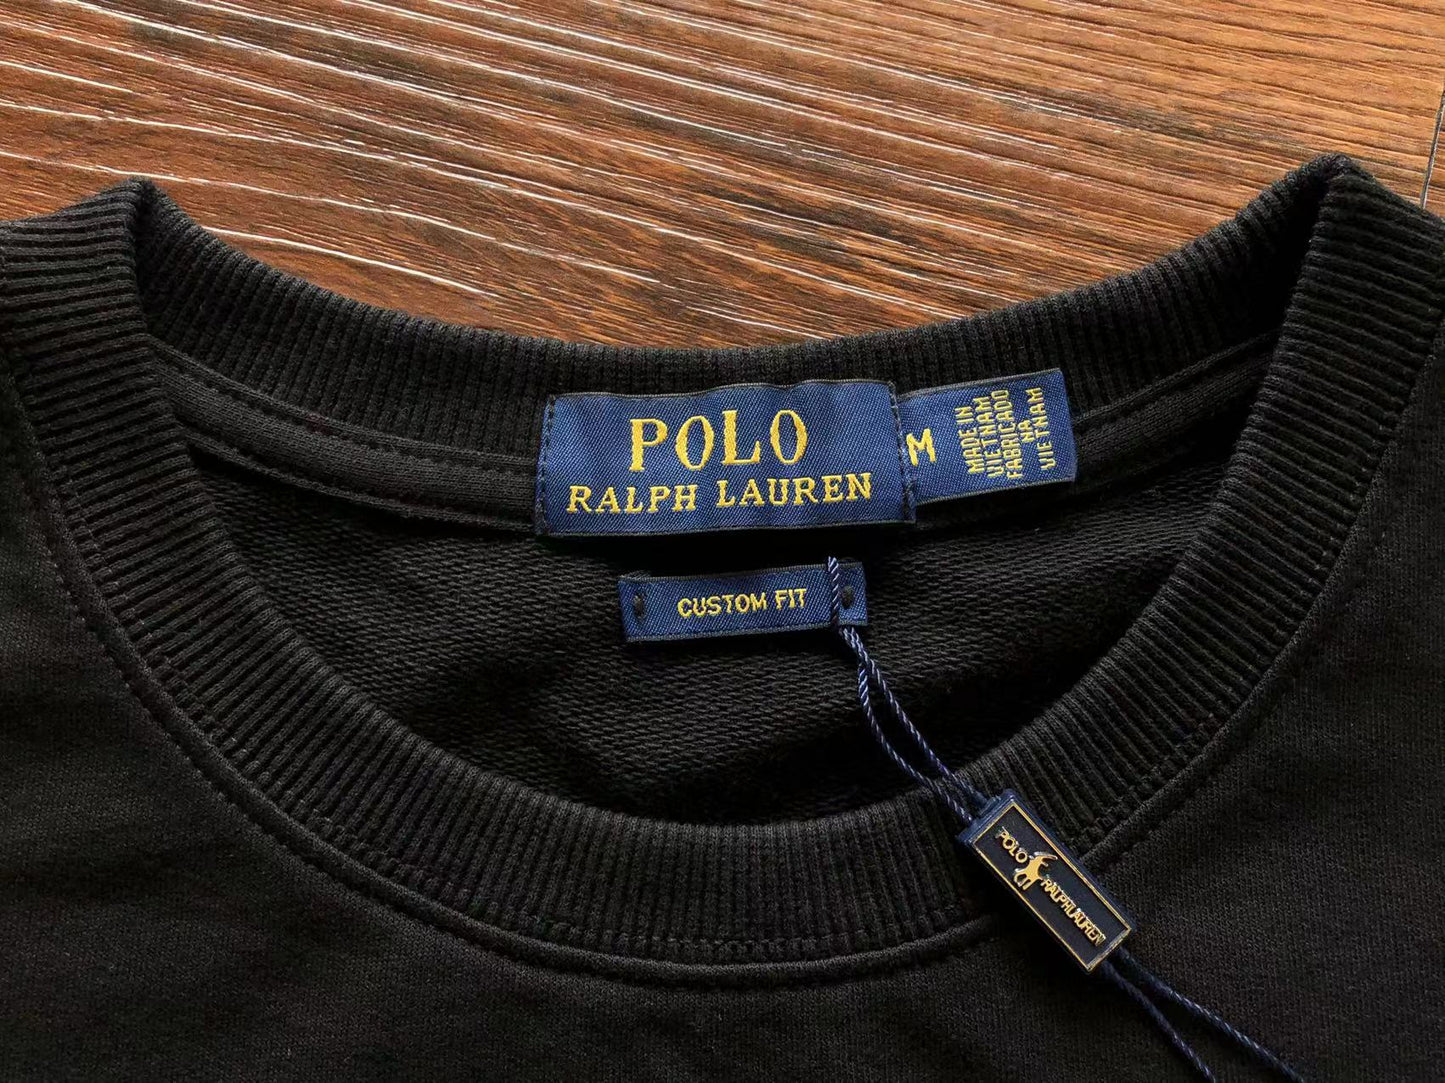 POLO
RALPH LAUREN
M
MADE IN
VIETNAM
FABRICADO
NA
VIETNAM
CUSTOM FIT
POLO
RALPH LAUREN